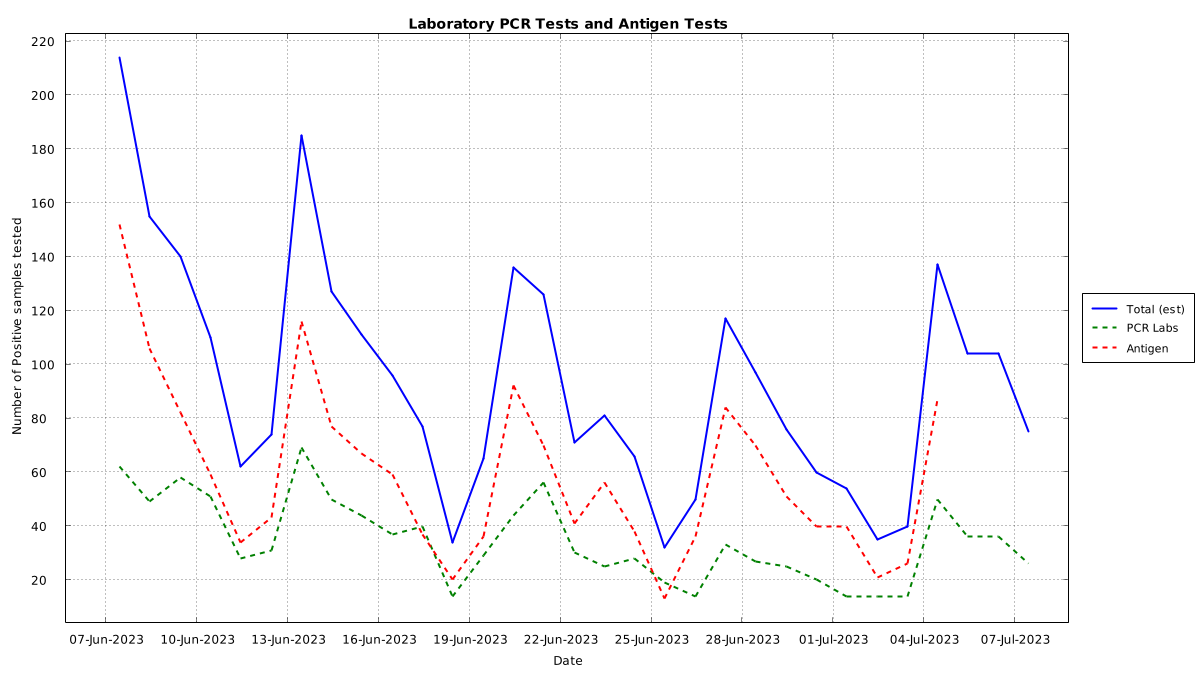 Laboratory PCR Tests and Antigen Tests
220
200
180
160
140
120
100
80
60
40
20
Number of Positive samples tested
07-Jun-2023 10-Jun-2023 13-Jun-2023 16-Jun-2023 19-Jun-2023 22-Jun-2023 25-Jun-2023 28-Jun-2023 01-Jul-2023 04-Jul-2023 07-Jul-2023
Date
Total (est)
PCR Labs
Antigen